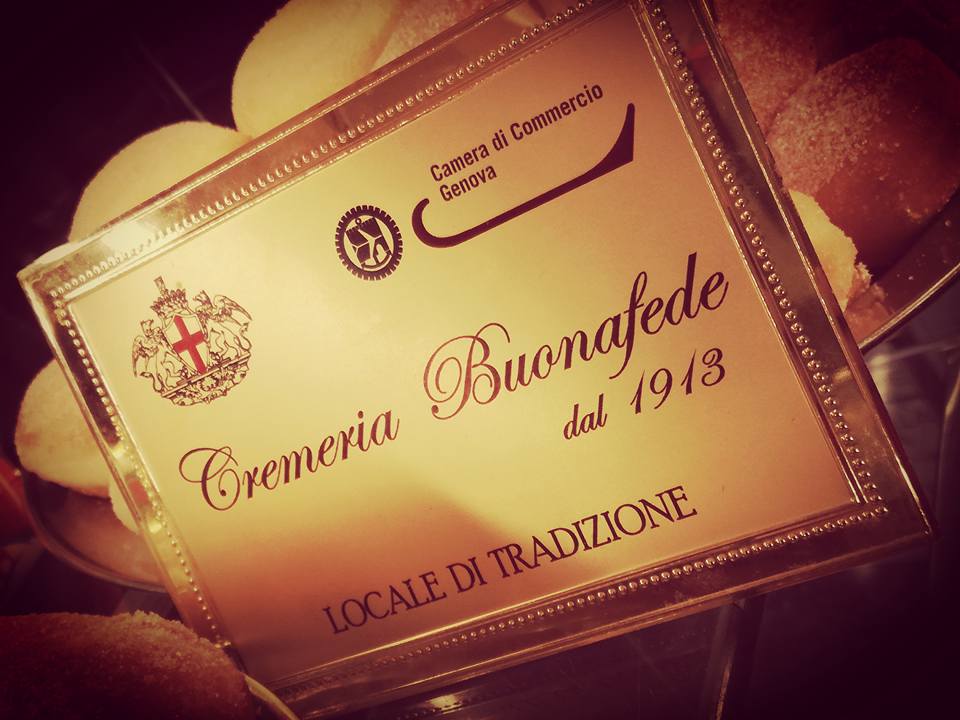 Camera di Commercio
Genova
Cremeria Buonafede
dal 1913
LOCALE DI TRADIZIONE